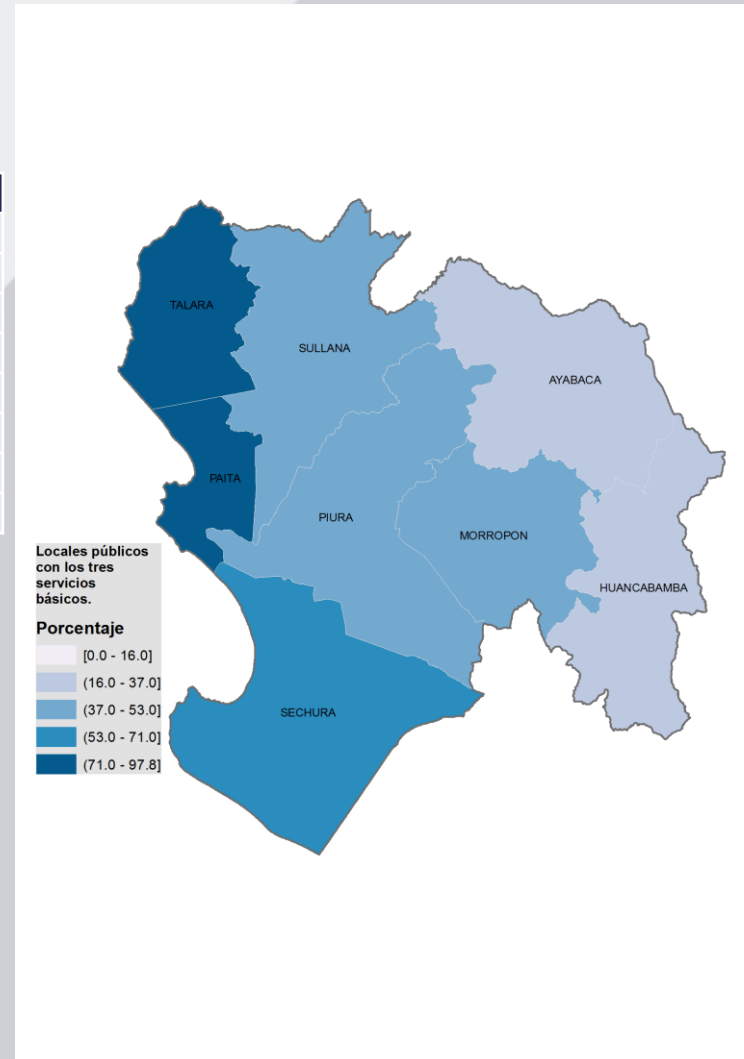 TALARA
SULLANA
AYABACA
PAITA
PIURA
MORROPON
HUANCABAMBA
SECHURA
Locales públicos
con los tres
servicios
básicos.
Porcentaje
[0.0 - 16.0]
(16.0 - 37.0]
(37.0 - 53.0]
(53.0 - 71.0]
(71.0 - 97.8]